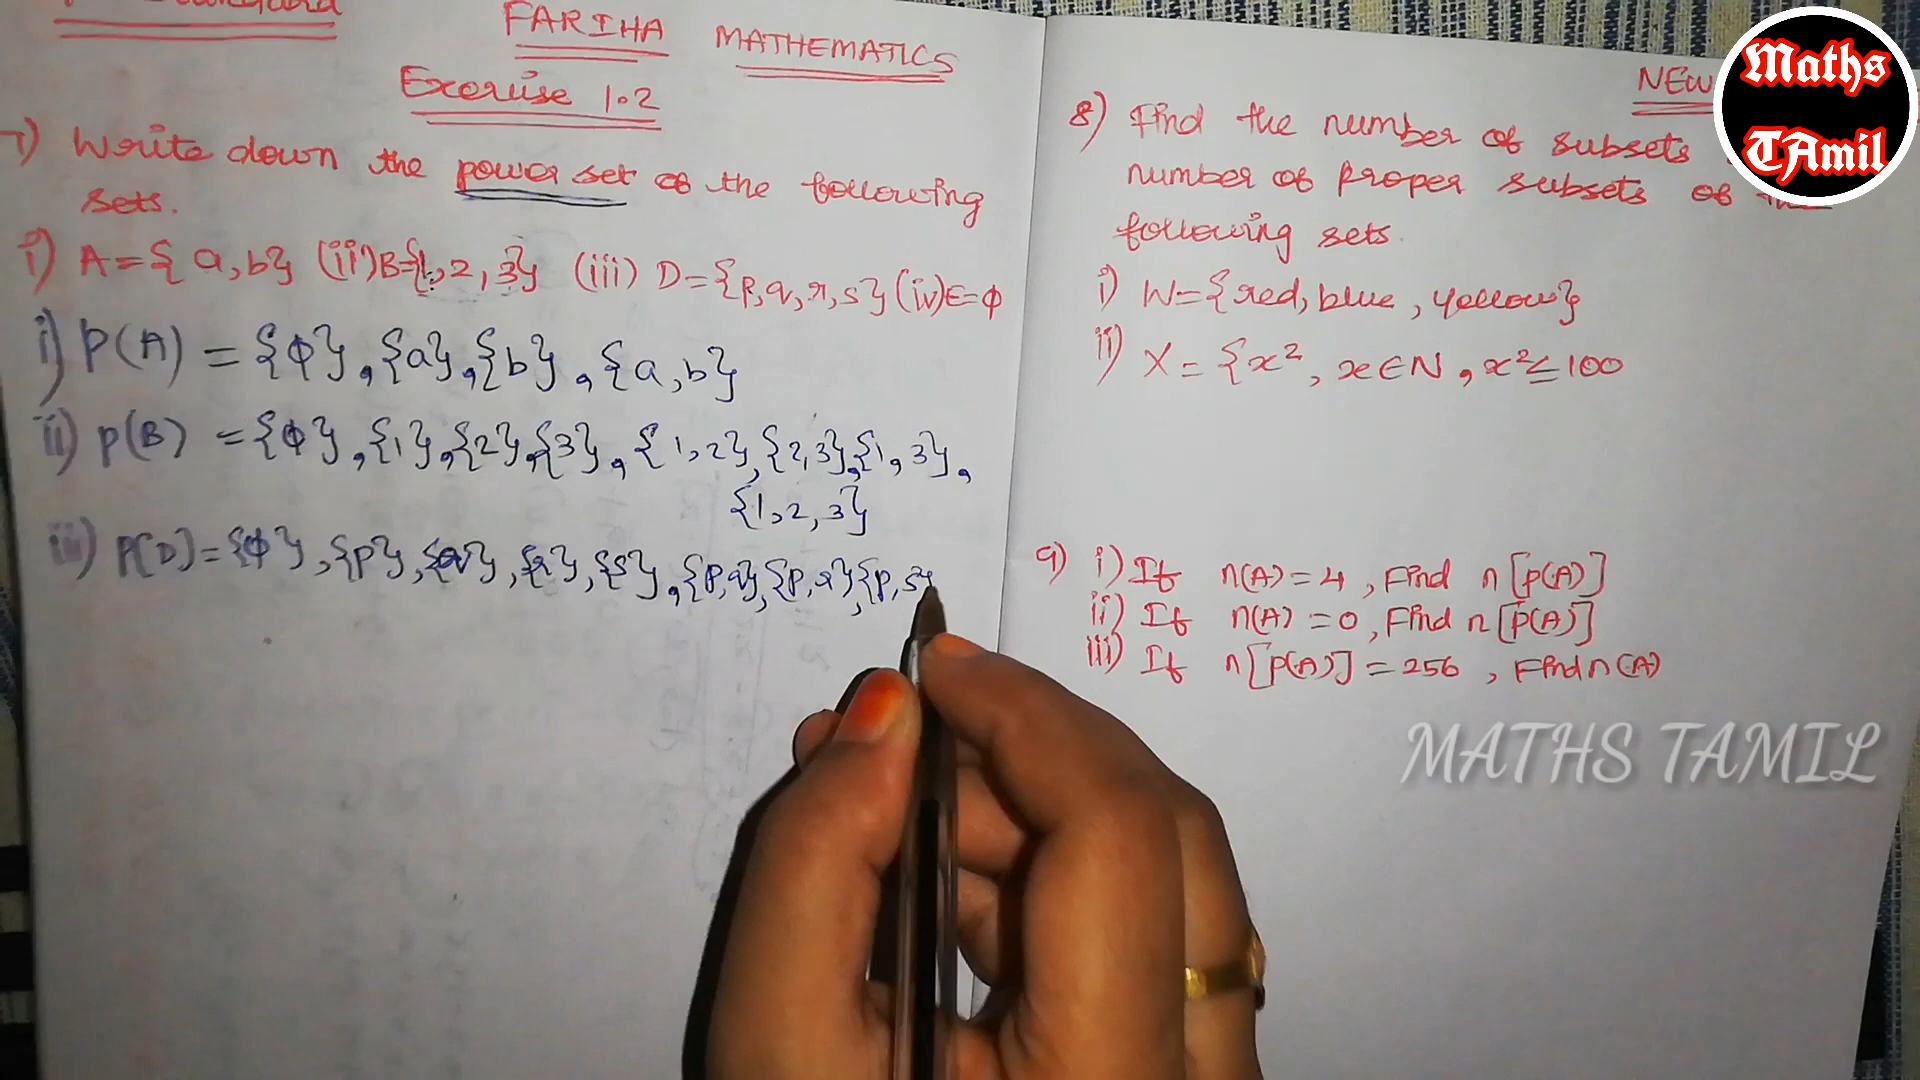 FARIHA MATHEMATICS
Exercise 1.2
7) Write down the power set of the following
sets.
i) A={a,b} (ii) B={1,2,3} (iii) D={p,q,r,s} (iv) E=ϕ
i) P(A) = {ϕ},{a},{b},{a,b}
ii) P(B) = {ϕ},{1},{2},{3},{1,2},{2,3},{1,3},
{1,2,3}
iii) P[D] = {ϕ},{p},{q},{r},{s},{p,q},{p,r},{p,s}
NEW
8) Find the number of subsets
number of proper subsets of the
following sets.
i) W={red, blue, yellow}
ii) X = {x², x∈N, x²≤100
9) i) If n(A)=4, Find n[P(A)]
ii) If n(A)=0, Find n[P(A)]
iii) If n[P(A)]=256, Find n(A)
Maths
TAmil
MATHS TAMIL